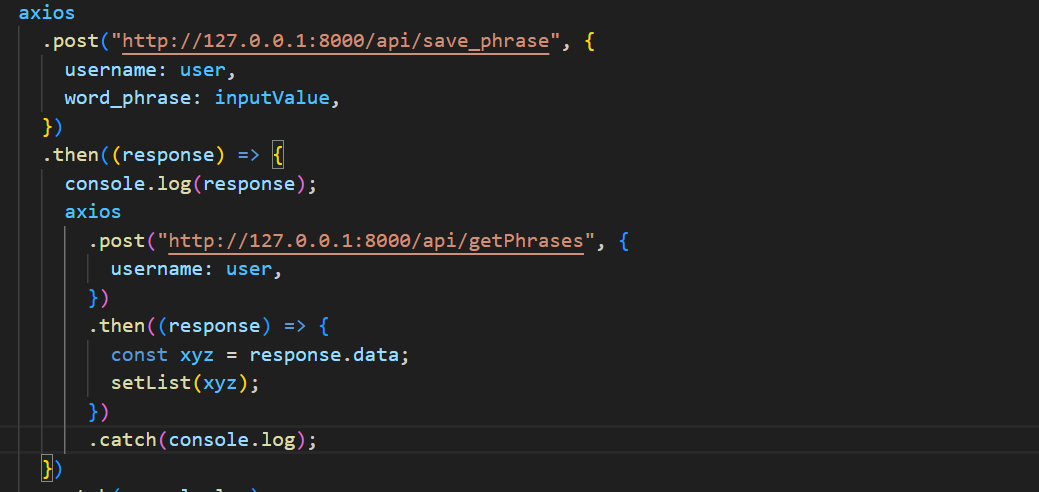 axios
.post("http://127.0.0.1:8000/api/save_phrase", {
username: user,
word_phrase: inputValue,
})
.then((response) => {
console.log(response);
axios
.post("http://127.0.0.1:8000/api/getPhrases", {
username: user,
})
.then((response) => {
const xyz = response.data;
setList(xyz);
})
.catch(console.log);
})